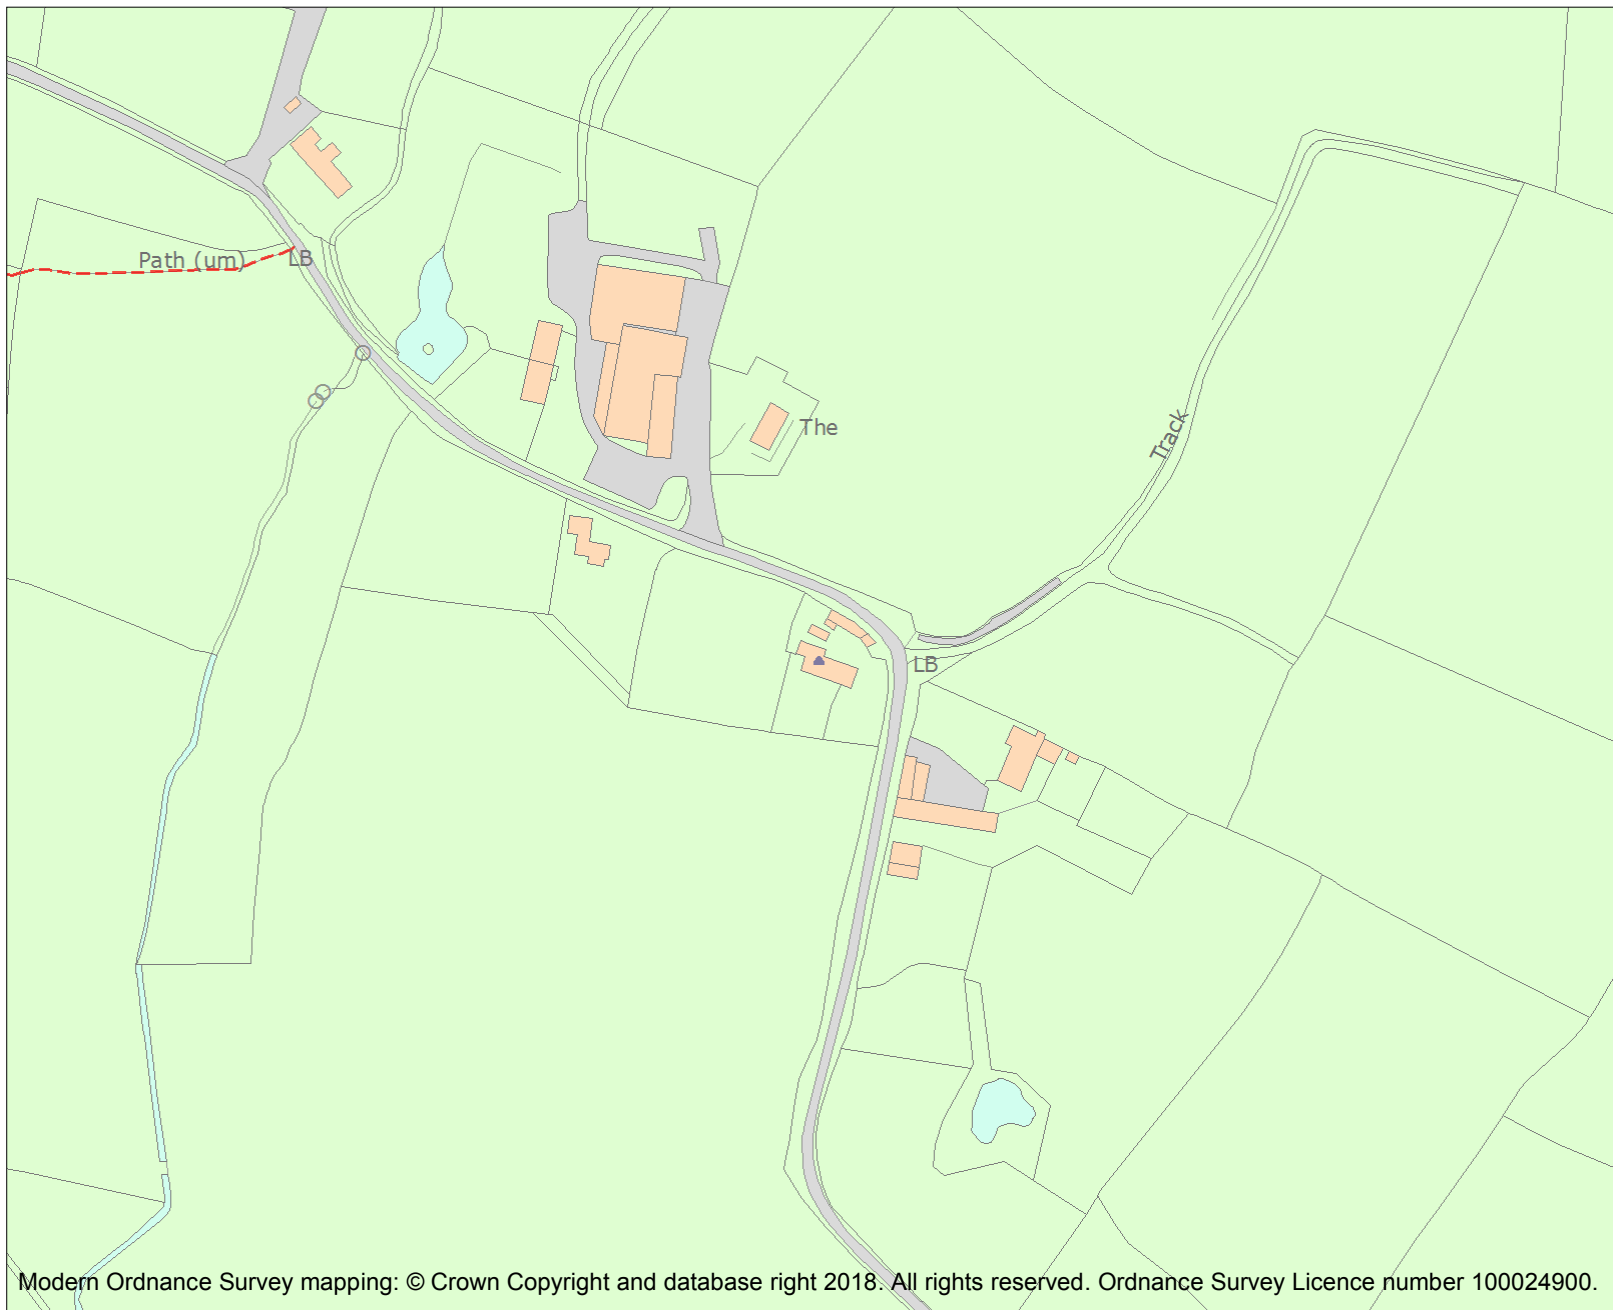 Path (um)
LB
The
Track
LB
Modern Ordnance Survey mapping: © Crown Copyright and database right 2018. All rights reserved. Ordnance Survey Licence number 100024900.